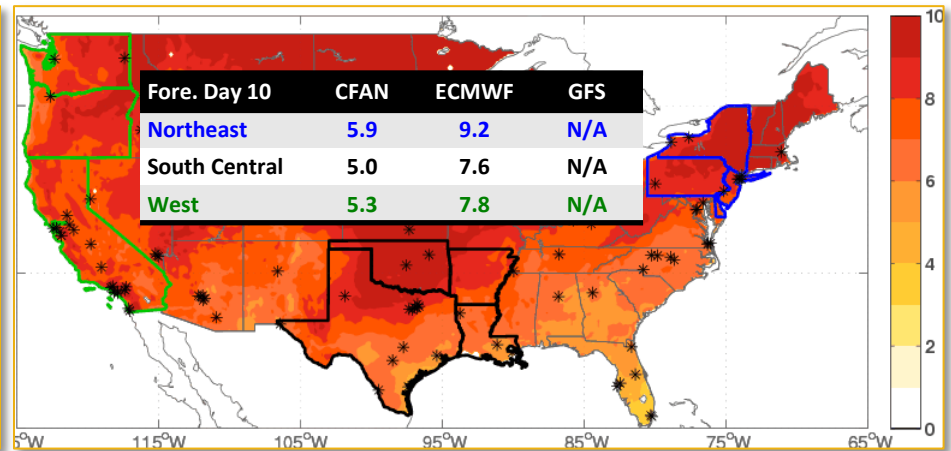 Fore. Day 10 CFAN ECMWF GFS
Northeast 5.9 9.2 N/A
South Central 5.0 7.6 N/A
West 5.3 7.8 N/A
10
8
6
4
2
0
5°W 115°W 105°W 95°W 85°W 75°W 65°W